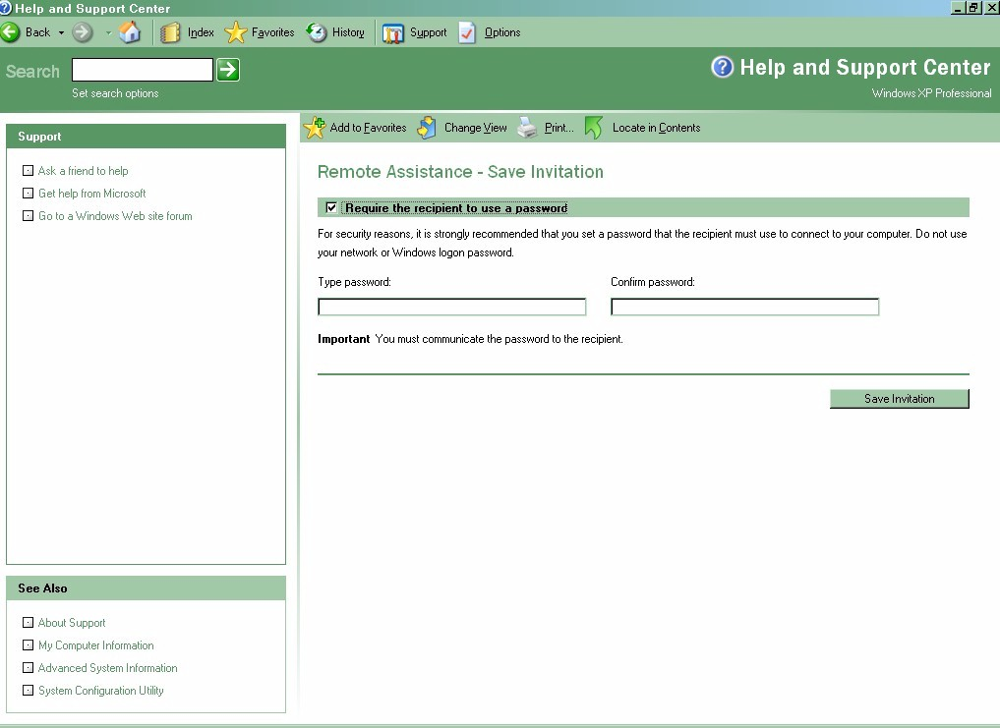 Help and Support Center
Back Index Favorites History Support Options
Search
Set search options
Help and Support Center
Windows XP Professional
Support
Ask a friend to help
Get help from Microsoft
Go to a Windows Web site forum
See Also
About Support
My Computer Information
Advanced System Information
System Configuration Utility
Add to Favorites Change View Print... Locate in Contents
Remote Assistance - Save Invitation
Require the recipient to use a password
For security reasons, it is strongly recommended that you set a password that the recipient must use to connect to your computer. Do not use
your network or Windows logon password.
Type password: Confirm password:
Important You must communicate the password to the recipient.
Save Invitation